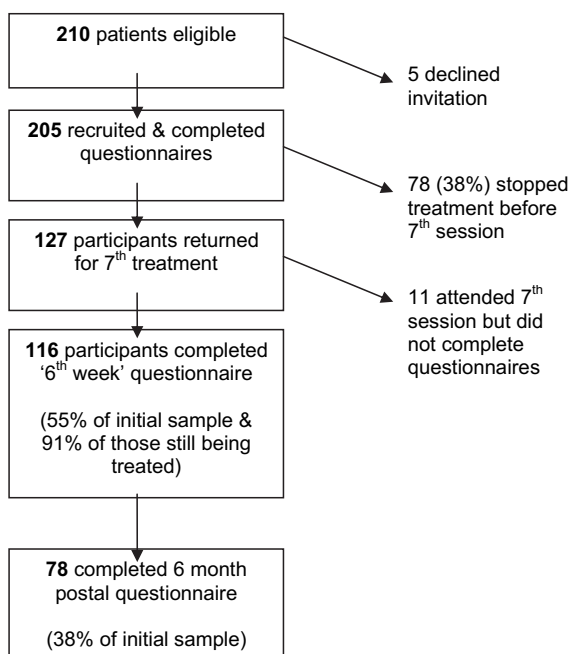 210 patients eligible
5 declined
invitation
205 recruited & completed
questionnaires
78 (38%) stopped
treatment before
7th session
127 participants returned
for 7th treatment
11 attended 7th
session but did
not complete
questionnaires
116 participants completed
‘6th week’ questionnaire
(55% of initial sample &
91% of those still being
treated)
78 completed 6 month
postal questionnaire
(38% of initial sample)